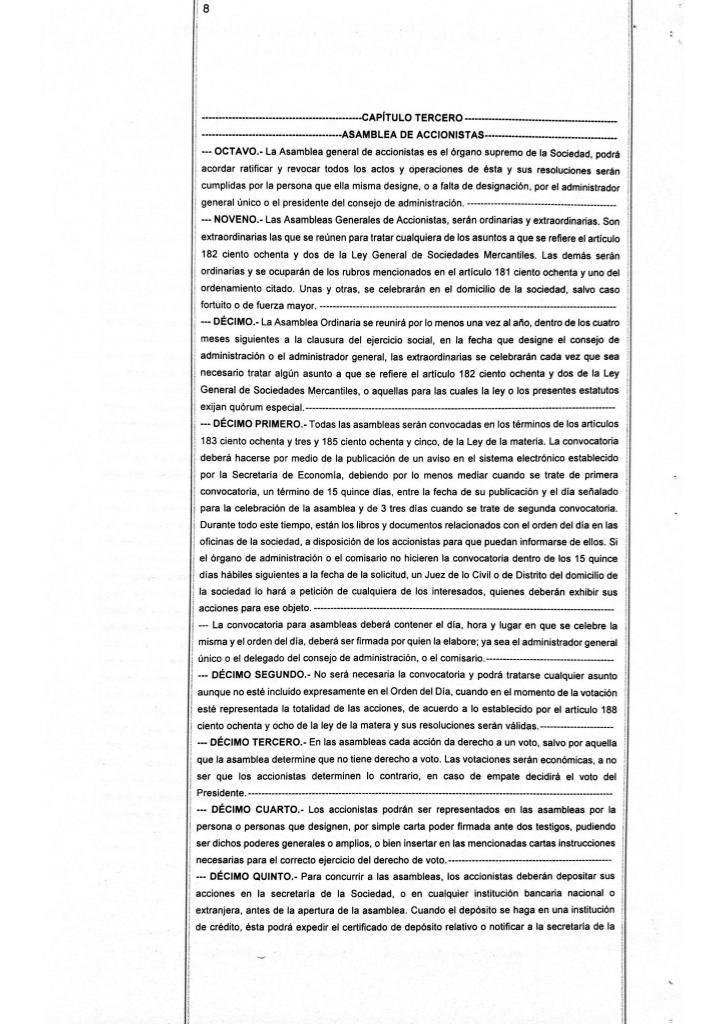 8
------------------------------------------------CAPÍTULO TERCERO----------------------------------------------
------------------------------------------ASAMBLEA DE ACCIONISTAS----------------------------------------
--- OCTAVO.- La Asamblea general de accionistas es el órgano supremo de la Sociedad, podrá
acordar ratificar y revocar todos los actos y operaciones de ésta y sus resoluciones serán
cumplidas por la persona que ella misma designe, o a falta de designación, por el administrador
general único o el presidente del consejo de administración. --------------------------------------------
--- NOVENO.- Las Asambleas Generales de Accionistas, serán ordinarias y extraordinarias. Son
extraordinarias las que se reúnen para tratar cualquiera de los asuntos a que se refiere el artículo
182 ciento ochenta y dos de la Ley General de Sociedades Mercantiles. Las demás serán
ordinarias y se ocuparán de los rubros mencionados en el artículo 181 ciento ochenta y uno del
ordenamiento citado. Unas y otras, se celebrarán en el domicilio de la sociedad, salvo caso
fortuito o de fuerza mayor. ------------------------------------------------------------------------------------------
--- DÉCIMO.- La Asamblea Ordinaria se reunirá por lo menos una vez al año, dentro de los cuatro
meses siguientes a la clausura del ejercicio social, en la fecha que designe el consejo de
administración o el administrador general, las extraordinarias se celebrarán cada vez que sea
necesario tratar algún asunto a que se refiere el artículo 182 ciento ochenta y dos de la Ley
General de Sociedades Mercantiles, o aquellas para las cuales la ley o los presentes estatutos
exijan quórum especial.---------------------------------------------------------------------------------------------
--- DÉCIMO PRIMERO.- Todas las asambleas serán convocadas en los términos de los artículos
183 ciento ochenta y tres y 185 ciento ochenta y cinco, de la Ley de la materia. La convocatoria
deberá hacerse por medio de la publicación de un aviso en el sistema electrónico establecido
por la Secretaría de Economía, debiendo por lo menos mediar cuando se trate de primera
convocatoria, un término de 15 quince días, entre la fecha de su publicación y el día señalado
para la celebración de la asamblea y de 3 tres días cuando se trate de segunda convocatoria.
Durante todo este tiempo, están los libros y documentos relacionados con el orden del día en las
oficinas de la sociedad, a disposición de los accionistas para que puedan informarse de ellos. Si
el órgano de administración o el comisario no hicieren la convocatoria dentro de los 15 quince
días hábiles siguientes a la fecha de la solicitud, un Juez de lo Civil o de Distrito del domicilio de
la sociedad lo hará a petición de cualquiera de los interesados, quienes deberán exhibir sus
acciones para ese objeto. ------------------------------------------------------------------------------------------
--- La convocatoria para asambleas deberá contener el día, hora y lugar en que se celebre la
misma y el orden del día, deberá ser firmada por quien la elabore; ya sea el administrador general
único o el delegado del consejo de administración, o el comisario.---------------------------------------
--- DÉCIMO SEGUNDO.- No será necesaria la convocatoria y podrá tratarse cualquier asunto
aunque no esté incluido expresamente en el Orden del Día, cuando en el momento de la votación
esté representada la totalidad de las acciones, de acuerdo a lo establecido por el artículo 188
ciento ochenta y ocho de la ley de la matera y sus resoluciones serán válidas.----------------------
--- DÉCIMO TERCERO.- En las asambleas cada acción da derecho a un voto, salvo por aquella
que la asamblea determine que no tiene derecho a voto. Las votaciones serán económicas, a no
ser que los accionistas determinen lo contrario, en caso de empate decidirá el voto del
Presidente.--------------------------------------------------------------------------------------------------------------
--- DÉCIMO CUARTO.- Los accionistas podrán ser representados en las asambleas por la
persona o personas que designen, por simple carta poder firmada ante dos testigos, pudiendo
ser dichos poderes generales o amplios, o bien insertar en las mencionadas cartas instrucciones
necesarias para el correcto ejercicio del derecho de voto.-------------------------------------------------
--- DÉCIMO QUINTO.- Para concurrir a las asambleas, los accionistas deberán depositar sus
acciones en la secretaría de la Sociedad, o en cualquier institución bancaria nacional o
extranjera, antes de la apertura de la asamblea. Cuando el depósito se haga en una institución
de crédito, ésta podrá expedir el certificado de depósito relativo o notificar a la secretaría de la